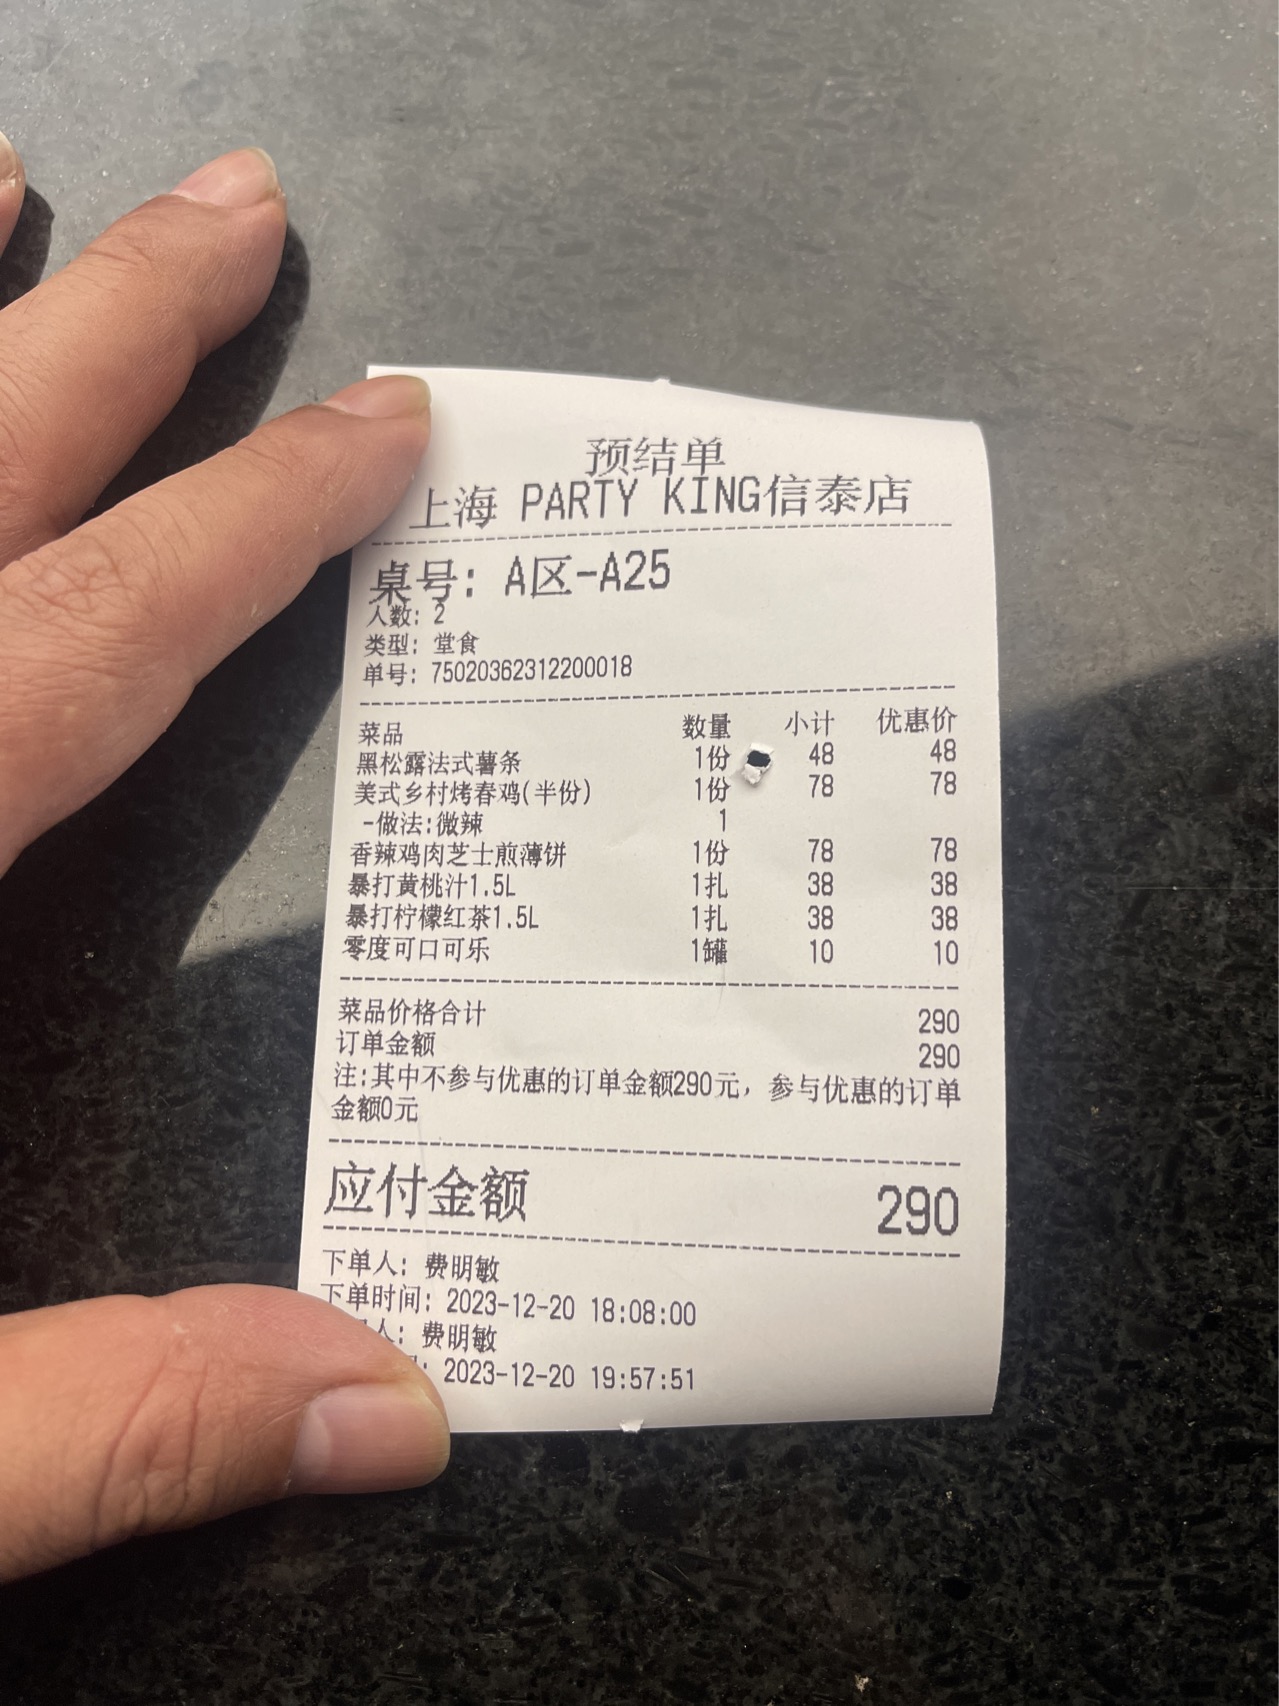 预结单
上海 PARTY KING信泰店
桌号: A区-A25
人数: 2
类型: 堂食
单号: 75020362312200018
菜品 数量 小计 优惠价
黑松露法式薯条 1份 48 48
美式乡村烤春鸡(半份) 1份 78 78
-做法:微辣 1
香辣鸡肉芝士煎薄饼 1份 78 78
暴打黄桃汁1.5L 1扎 38 38
暴打柠檬红茶1.5L 1扎 38 38
零度可口可乐 1罐 10 10
菜品价格合计 290
订单金额 290
注:其中不参与优惠的订单金额290元, 参与优惠的订单
金额0元
应付金额 290
下单人: 费明敏
下单时间: 2023-12-20 18:08:00
人: 费明敏
: 2023-12-20 19:57:51